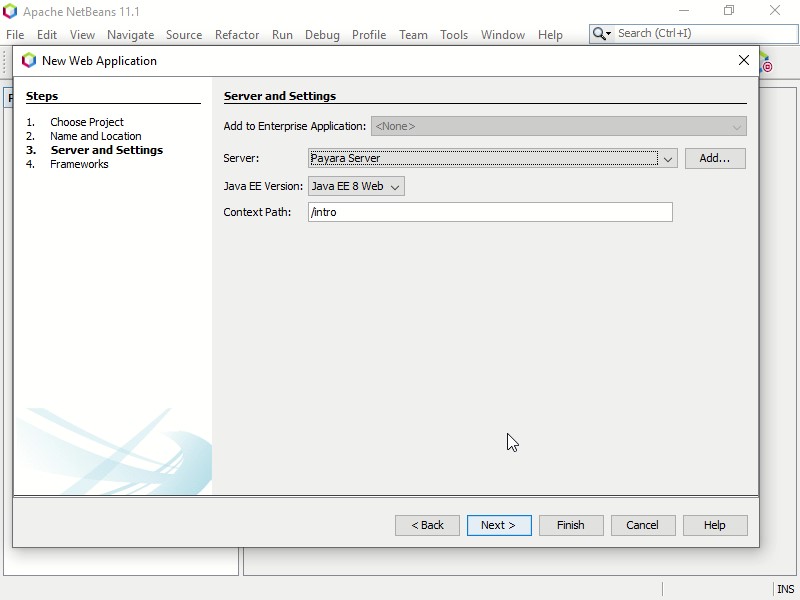 Apache NetBeans 11.1
File Edit View Navigate Source Refactor Run Debug Profile Team Tools Window Help
Search (Ctrl+I)
New Web Application
Steps
1. Choose Project
2. Name and Location
3. Server and Settings
4. Frameworks
Server and Settings
Add to Enterprise Application: <None>
Server: Payara Server Add...
Java EE Version: Java EE 8 Web
Context Path: /intro
< Back Next > Finish Cancel Help
INS